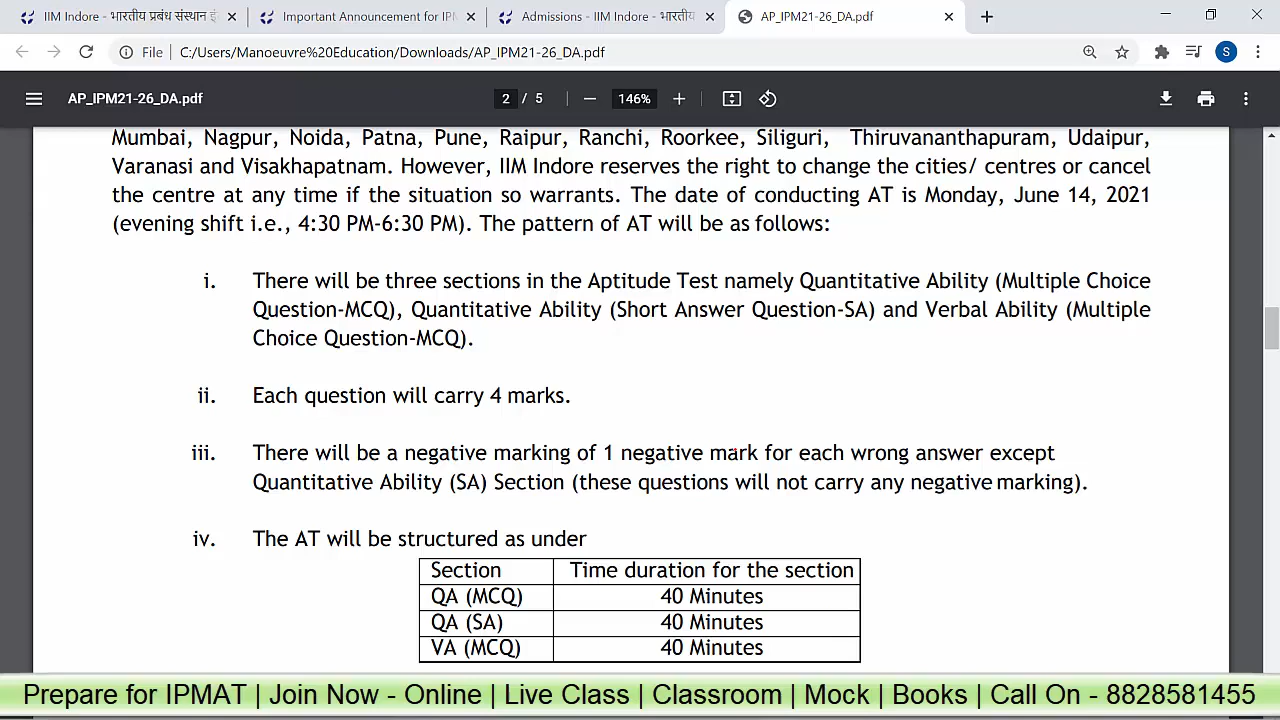 IIM Indore - भारतीय प्रबंध संस्थान इं
Important Announcement for IPM
Admissions - IIM Indore - भारतीय
AP_IPM21-26_DA.pdf
File | C:/Users/Manoeuvre%20Education/Downloads/AP_IPM21-26_DA.pdf
S
AP_IPM21-26_DA.pdf
2 / 5
146%
Mumbai, Nagpur, Noida, Patna, Pune, Raipur, Ranchi, Roorkee, Siliguri, Thiruvananthapuram, Udaipur,
Varanasi and Visakhapatnam. However, IIM Indore reserves the right to change the cities/ centres or cancel
the centre at any time if the situation so warrants. The date of conducting AT is Monday, June 14, 2021
(evening shift i.e., 4:30 PM-6:30 PM). The pattern of AT will be as follows:
i. There will be three sections in the Aptitude Test namely Quantitative Ability (Multiple Choice
Question-MCQ), Quantitative Ability (Short Answer Question-SA) and Verbal Ability (Multiple
Choice Question-MCQ).
ii. Each question will carry 4 marks.
iii. There will be a negative marking of 1 negative mark for each wrong answer except
Quantitative Ability (SA) Section (these questions will not carry any negative marking).
iv. The AT will be structured as under
Section Time duration for the section
QA (MCQ) 40 Minutes
QA (SA) 40 Minutes
VA (MCQ) 40 Minutes
Prepare for IPMAT | Join Now - Online | Live Class | Classroom | Mock | Books | Call On - 8828581455